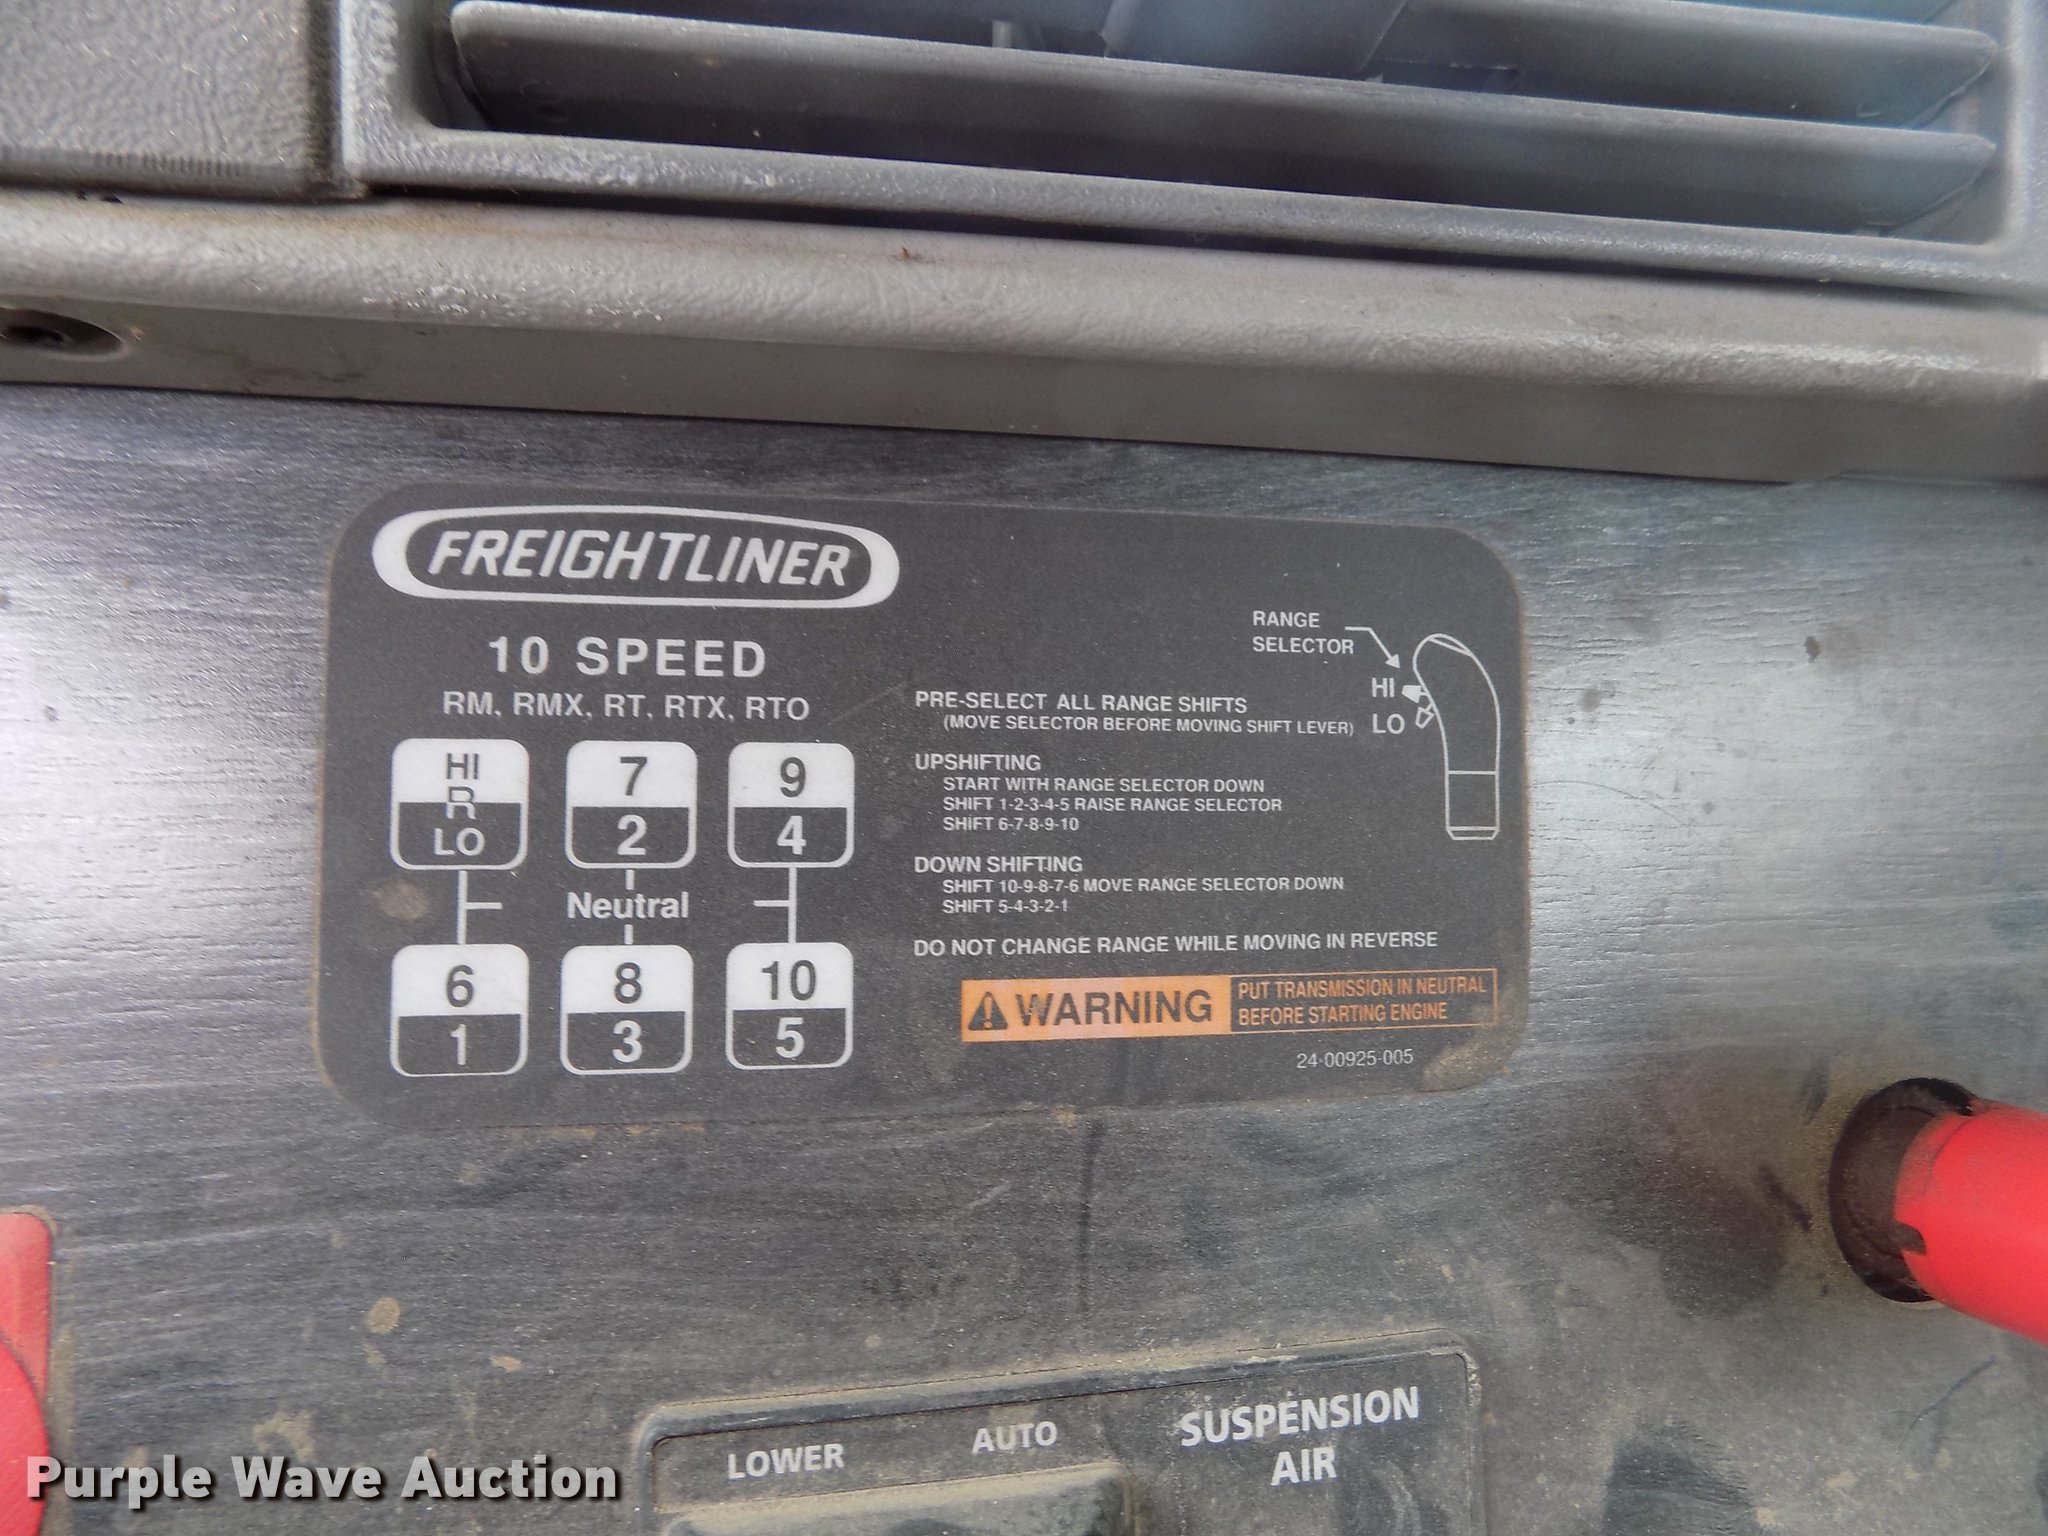 FREIGHTLINER
10 SPEED
RM, RMX, RT, RTX, RTO
HI
R
LO
7
2
9
4
Neutral
6
1
8
3
10
5
RANGE
SELECTOR
HI
LO
PRE-SELECT ALL RANGE SHIFTS
(MOVE SELECTOR BEFORE MOVING SHIFT LEVER)
UPSHIFTING
START WITH RANGE SELECTOR DOWN
SHIFT 1-2-3-4-5 RAISE RANGE SELECTOR
SHIFT 6-7-8-9-10
DOWN SHIFTING
SHIFT 10-9-8-7-6 MOVE RANGE SELECTOR DOWN
SHIFT 5-4-3-2-1
DO NOT CHANGE RANGE WHILE MOVING IN REVERSE
WARNING
PUT TRANSMISSION IN NEUTRAL
BEFORE STARTING ENGINE
24-00925-005
LOWER
AUTO
SUSPENSION
AIR
Purple Wave Auction